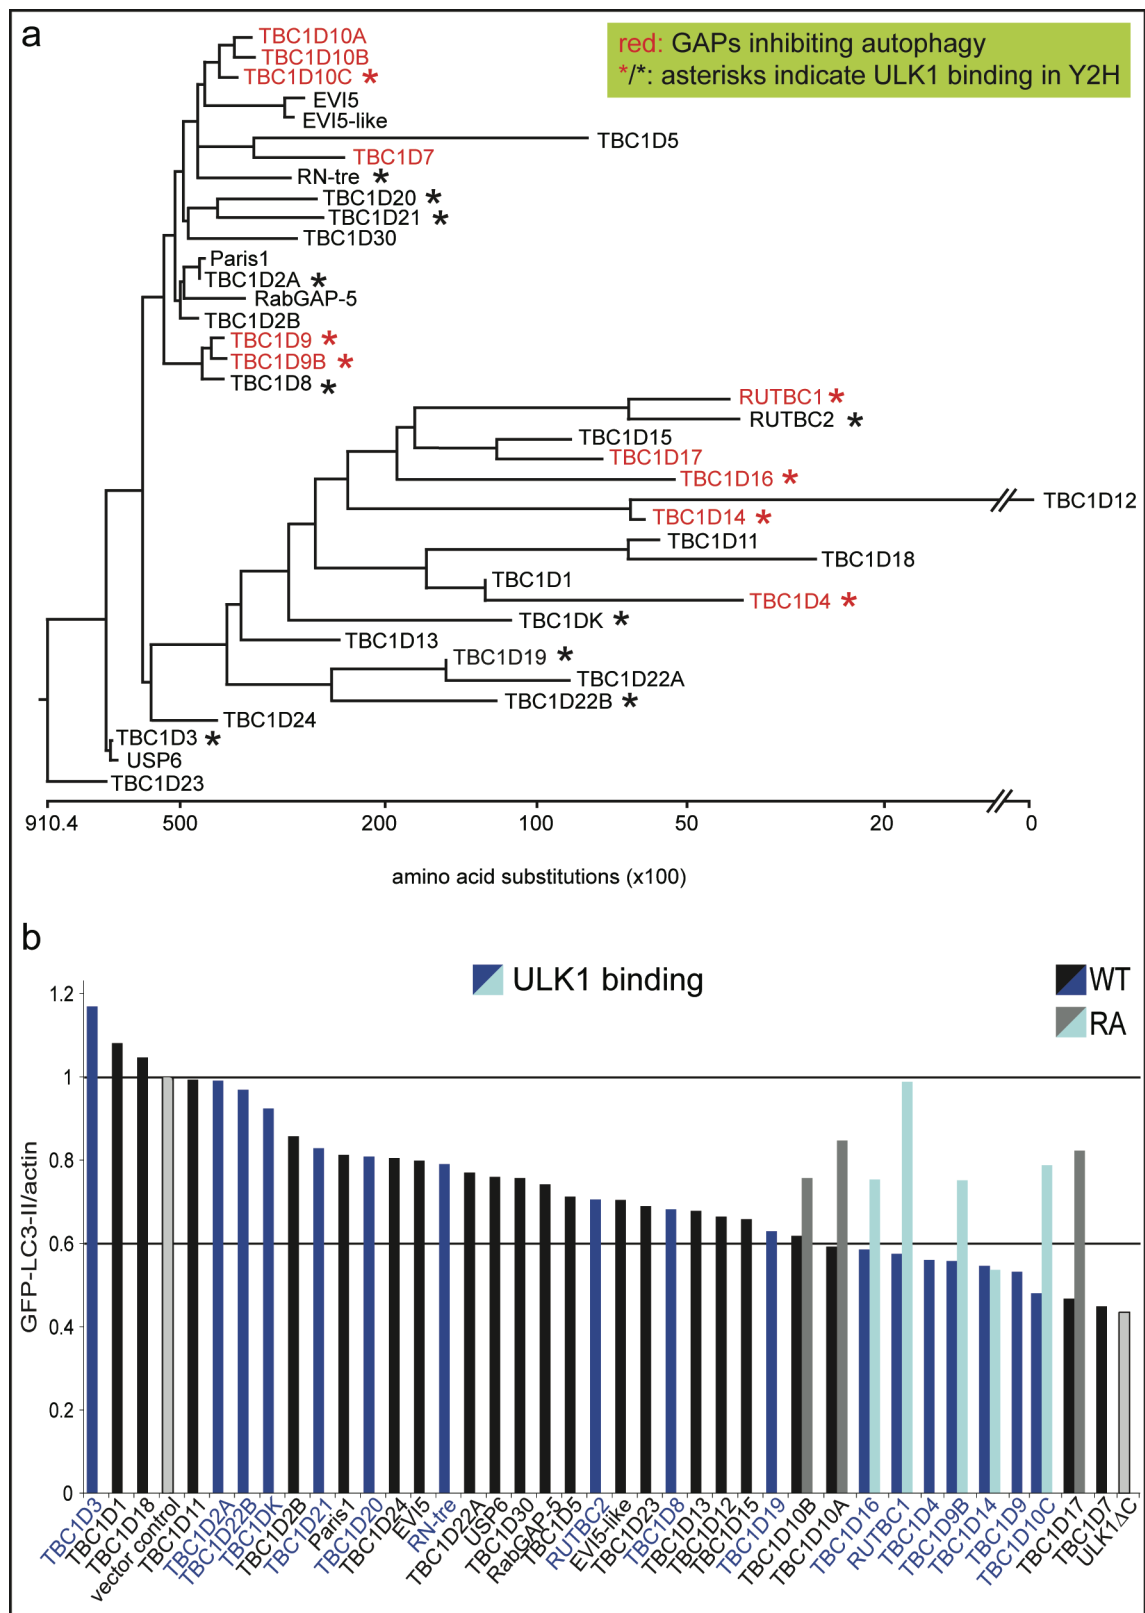 a
red: GAPs inhibiting autophagy
*/*: asterisks indicate ULK1 binding in Y2H
TBC1D10A
TBC1D10B
TBC1D10C *
EVI5
EVI5-like
TBC1D5
TBC1D7
RN-tre *
TBC1D20 *
TBC1D21 *
TBC1D30
Paris1
TBC1D2A *
RabGAP-5
TBC1D2B
TBC1D9 *
TBC1D9B *
TBC1D8 *
RUTBC1 *
RUTBC2 *
TBC1D15
TBC1D17
TBC1D16 *
TBC1D12
TBC1D14 *
TBC1D11
TBC1D18
TBC1D1
TBC1D4 *
TBC1DK *
TBC1D13
TBC1D19 *
TBC1D22A
TBC1D22B *
TBC1D24
TBC1D3 *
USP6
TBC1D23
910.4 500 200 100 50 20 0
amino acid substitutions (x100)
b
ULK1 binding
WT
RA
GFP-LC3-II/actin
1.2
1
0.8
0.6
0.4
0.2
0
TBC1D3
TBC1D1
TBC1D18
vector control
TBC1D11
TBC1D2A
TBC1D22B
TBC1DK
TBC1D2B
TBC1D21
Paris1
TBC1D20
TBC1D24
EVI5
RN-tre
TBC1D22A
USP6
TBC1D30
RabGAP-5
TBC1D5
RUTBC2
EVI5-like
TBC1D23
TBC1D8
TBC1D13
TBC1D12
TBC1D15
TBC1D19
TBC1D10B
TBC1D10A
TBC1D16
RUTBC1
TBC1D4
TBC1D9B
TBC1D14
TBC1D9
TBC1D10C
TBC1D17
TBC1D7
ULK1ΔC